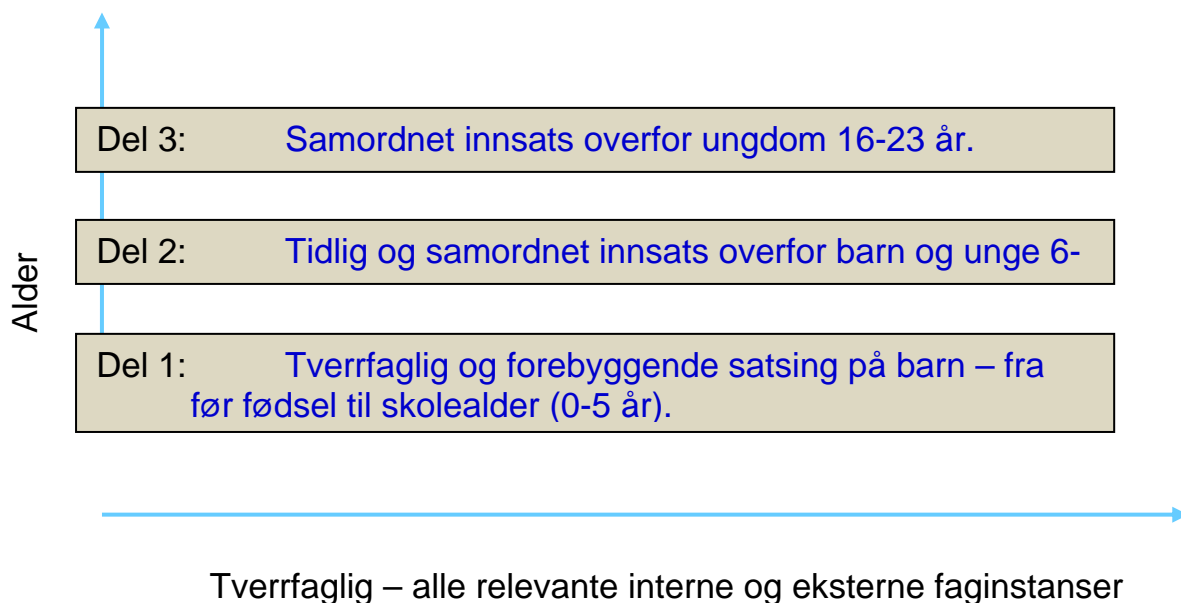 Del 3: Samordnet innsats overfor ungdom 16-23 år.
Del 2: Tidlig og samordnet innsats overfor barn og unge 6-
Alder
Del 1: Tverrfaglig og forebyggende satsing på barn – fra
før fødsel til skolealder (0-5 år).
Tverrfaglig – alle relevante interne og eksterne faginstanser